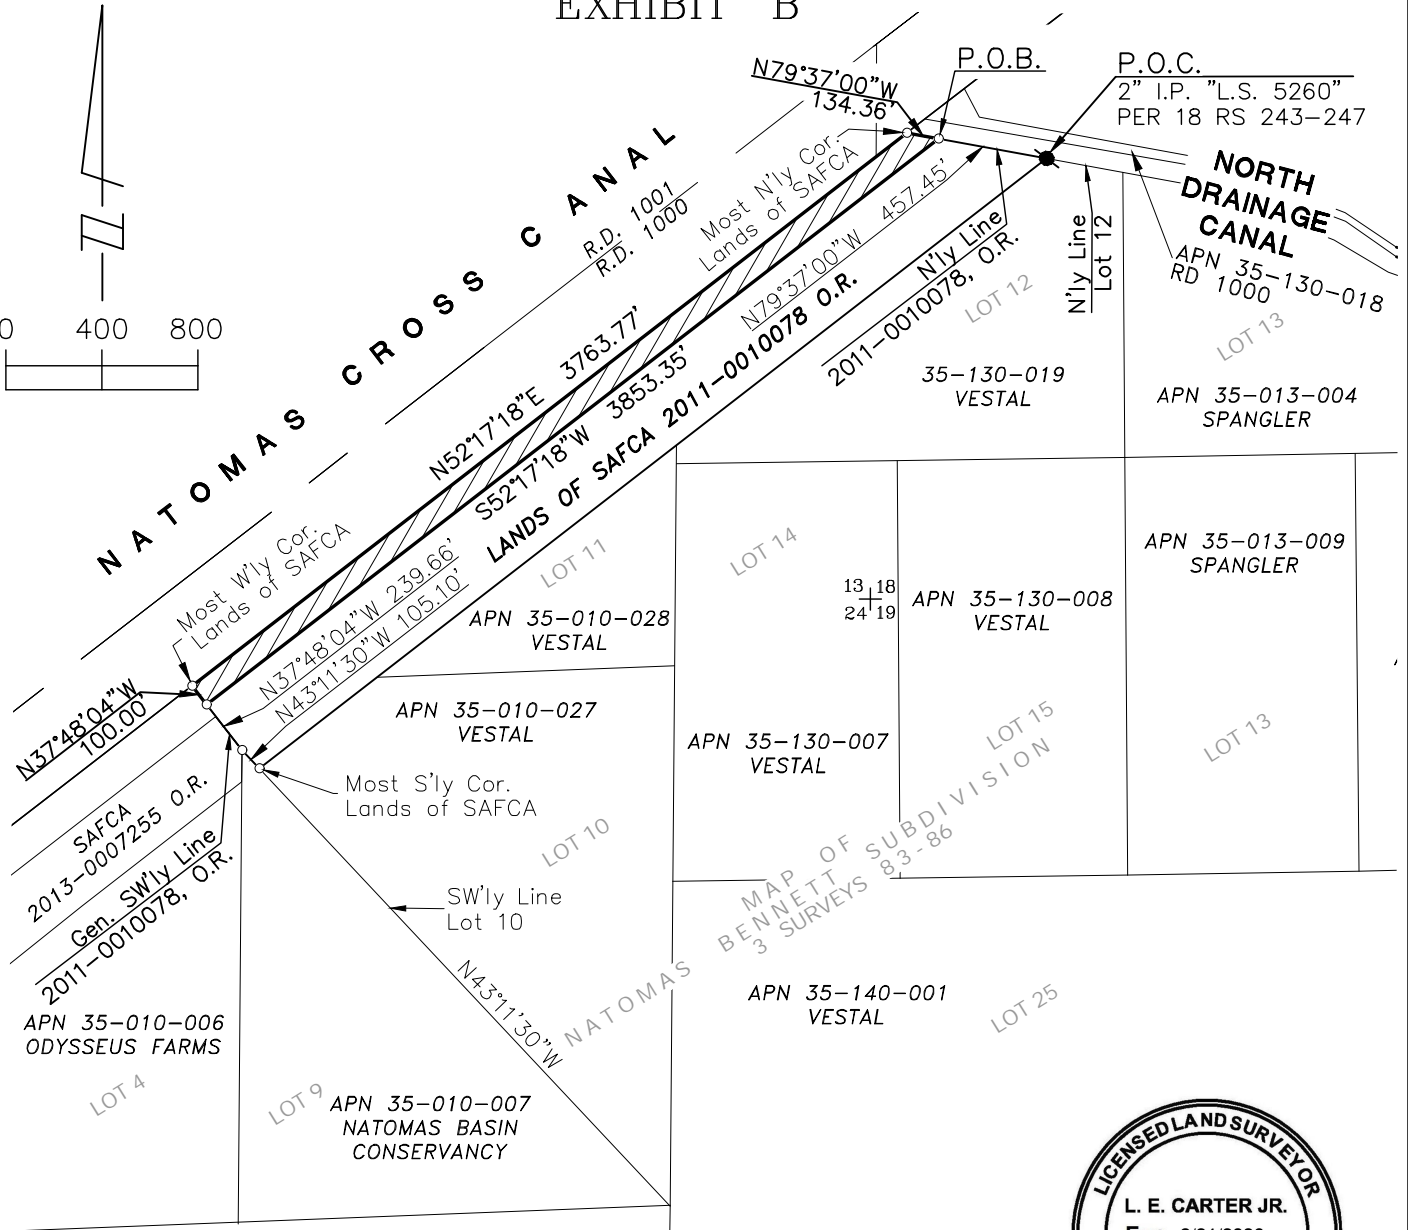 EXHIBIT "B"
N79°37'00"W
134.36'
P.O.B.
P.O.C.
2" I.P. "L.S. 5260"
PER 18 RS 243-247
NORTH
DRAINAGE
CANAL
APN 35-130-018
RD 1000
N'ly Line
Lot 12
NATOMAS CROSS CANAL
R.D. 1001
R.D. 1000
Most N'ly Cor.
Lands of SAFCA
N79°37'00"W 457.45'
N'ly Line
2011-0010078, O.R.
0 400 800
N52°17'18"E 3763.77'
S52°17'18"W 3853.35'
LANDS OF SAFCA 2011-0010078 O.R.
LOT 12
LOT 13
35-130-019
VESTAL
APN 35-013-004
SPANGLER
Most W'ly Cor.
Lands of SAFCA
N37°48'04"W 239.66'
N43°11'30"W 105.10'
LOT 11
APN 35-010-028
VESTAL
LOT 14
13 18
24 19
APN 35-130-008
VESTAL
APN 35-013-009
SPANGLER
N37°48'04"W
100.00'
APN 35-010-027
VESTAL
APN 35-130-007
VESTAL
LOT 15
LOT 13
SAFCA
2013-0007255 O.R.
Gen. SW'ly Line
2011-0010078, O.R.
Most S'ly Cor.
Lands of SAFCA
LOT 10
SW'ly Line
Lot 10
N43°11'30"W
MAP OF
NATOMAS BENNETT SUBDIVISION
3 SURVEYS 83-86
APN 35-140-001
VESTAL
LOT 25
APN 35-010-006
ODYSSEUS FARMS
LOT 4
LOT 9
APN 35-010-007
NATOMAS BASIN
CONSERVANCY
LICENSED LAND SURVEYOR
L. E. CARTER JR.